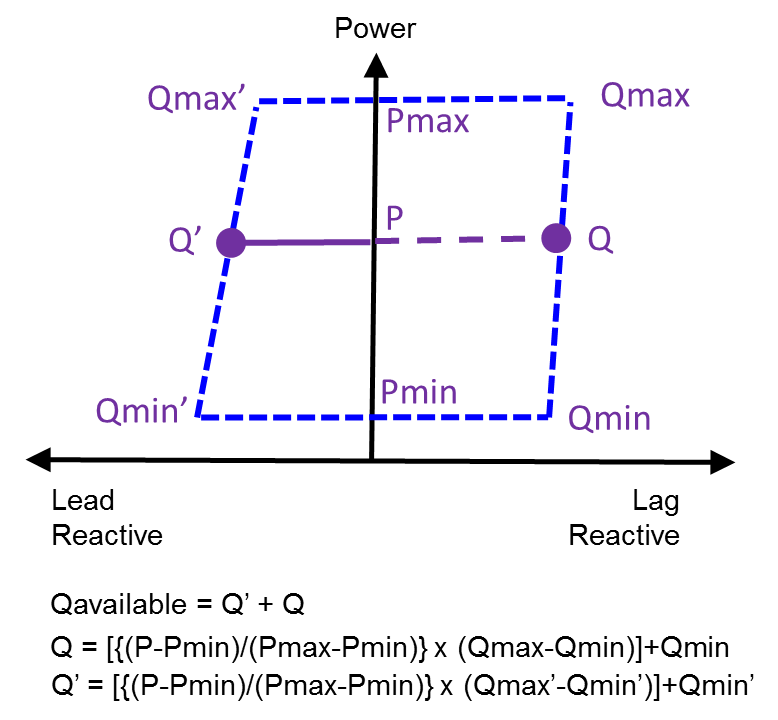 Power
Qmax’
Qmax
Pmax
P
Q’
Q
Pmin
Qmin’
Qmin
Lead
Reactive
Lag
Reactive
Qavailable = Q’ + Q
Q = [{(P-Pmin)/(Pmax-Pmin)} x (Qmax-Qmin)]+Qmin
Q’ = [{(P-Pmin)/(Pmax-Pmin)} x (Qmax’-Qmin’)]+Qmin’